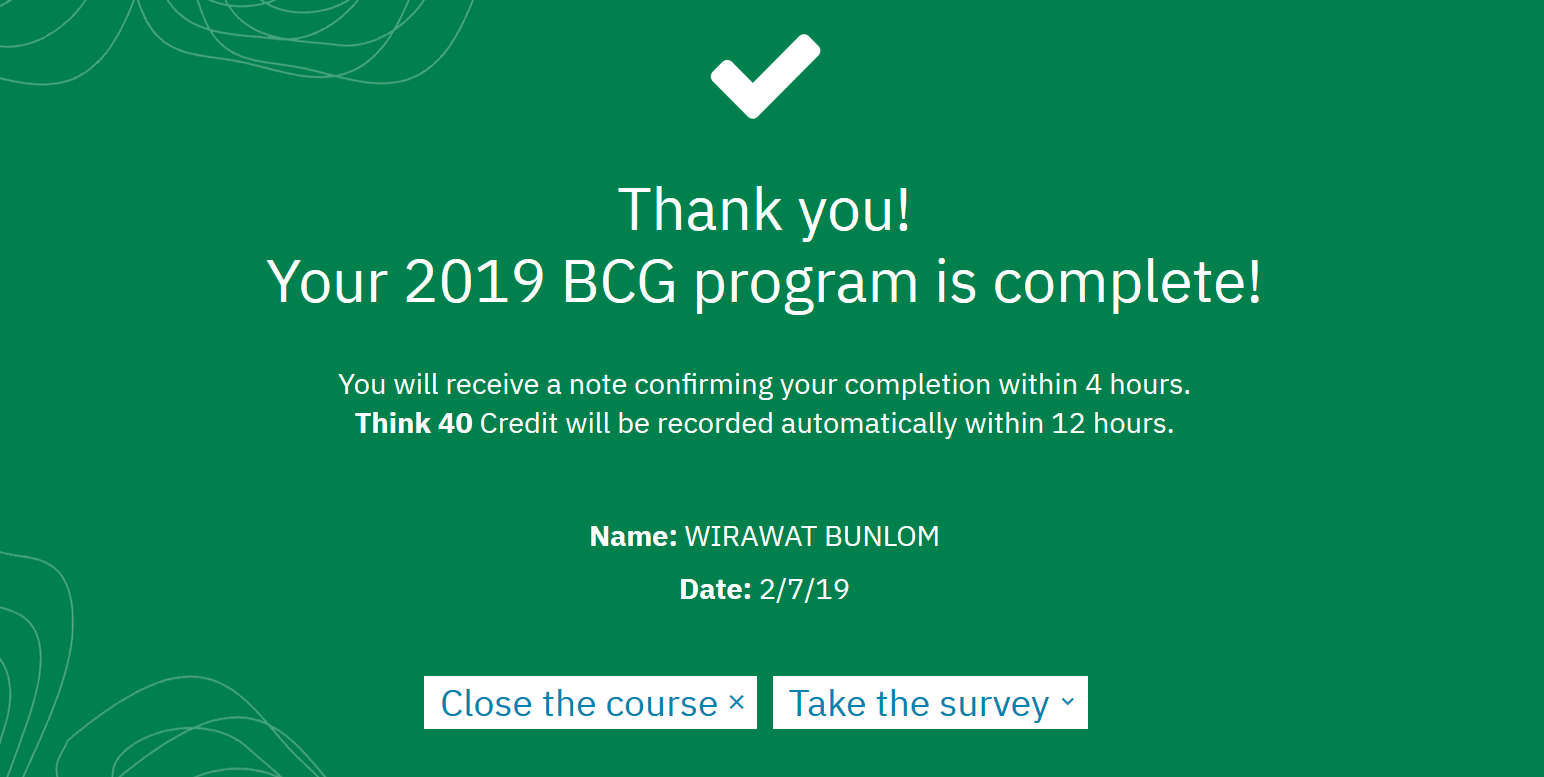 Thank you!
Your 2019 BCG program is complete!
You will receive a note confirming your completion within 4 hours.
Think 40 Credit will be recorded automatically within 12 hours.
Name: WIRAWAT BUNLOM
Date: 2/7/19
Close the course × Take the survey